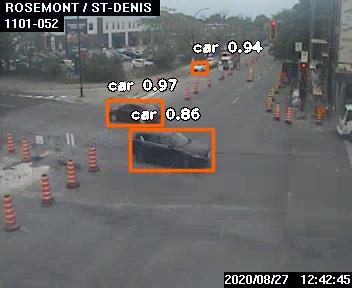 ROSEMONT / ST-DENIS
1101-052
car 0.94
car 0.97
car 0.86
2020/08/27 12:42:45